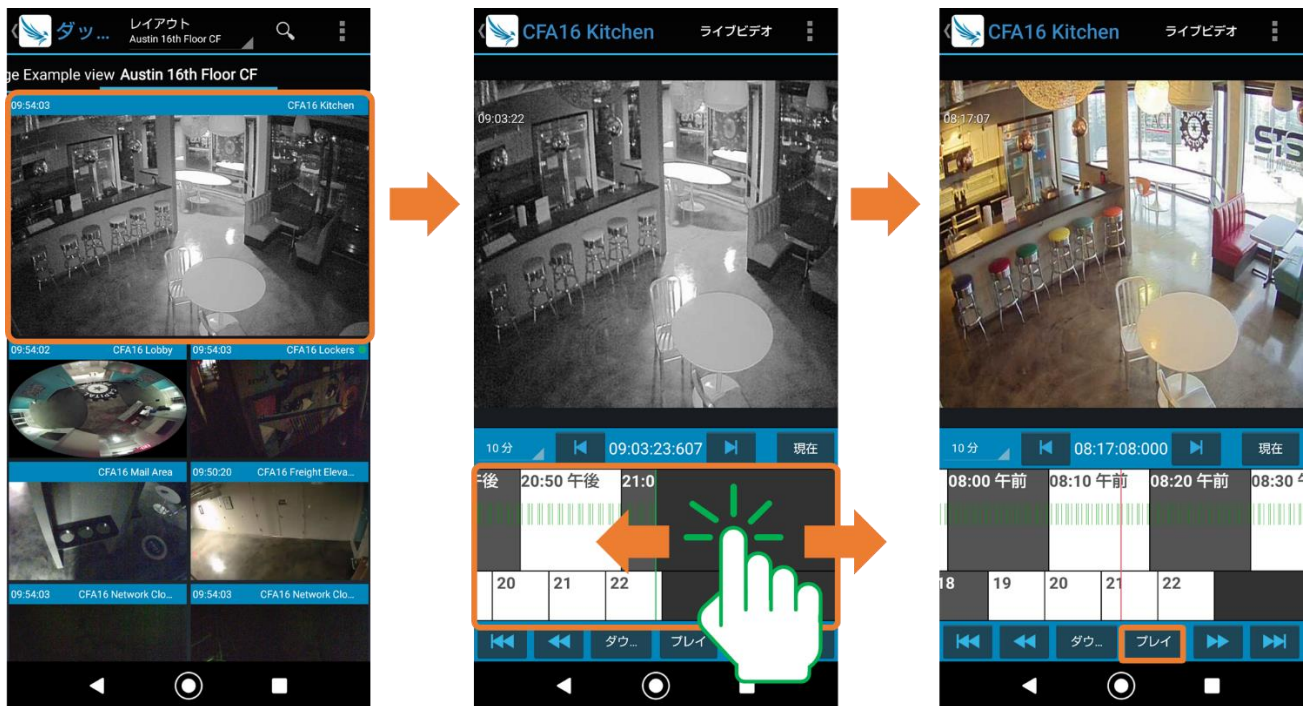 ダッ...
レイアウト
Austin 16th Floor CF
ge Example view Austin 16th Floor CF
09:54:03 CFA16 Kitchen
09:54:02 CFA16 Lobby
09:54:03 CFA16 Lockers
CFA16 Mail Area
09:50:20 CFA16 Freight Eleva...
09:54:03 CFA16 Network Clo...
09:54:03 CFA16 Network Clo...
CFA16 Kitchen ライブビデオ
09:03:22
10分 09:03:23:607 現在
午後 20:50 午後 21:0
20 21 22
ダウ... プレイ
CFA16 Kitchen ライブビデオ
08:17:07
STS
10分 08:17:08:000 現在
08:00 午前 08:10 午前 08:20 午前 08:30 午
18 19 20 21 22
ダウ... プレイ